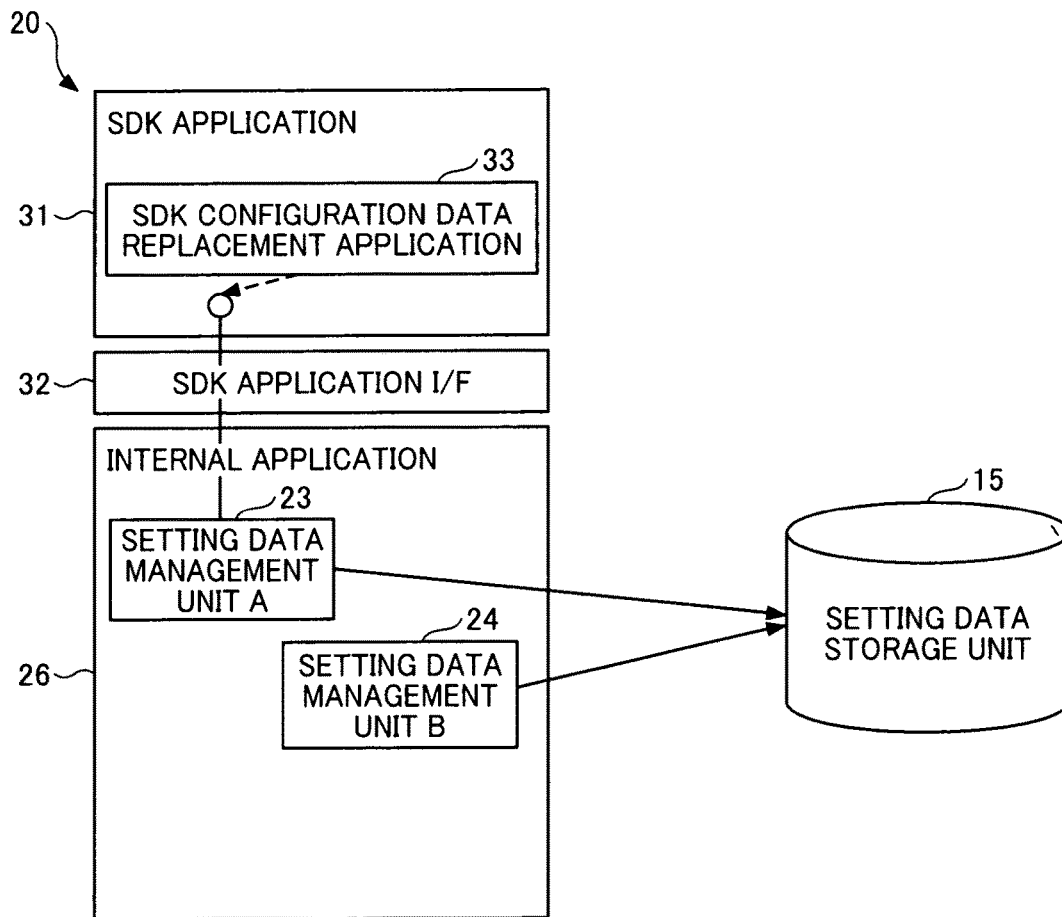 20
SDK APPLICATION
33
31
SDK CONFIGURATION DATA
REPLACEMENT APPLICATION
32
SDK APPLICATION I/F
INTERNAL APPLICATION
23
15
SETTING DATA
MANAGEMENT
UNIT A
24
SETTING DATA
STORAGE UNIT
26
SETTING DATA
MANAGEMENT
UNIT B